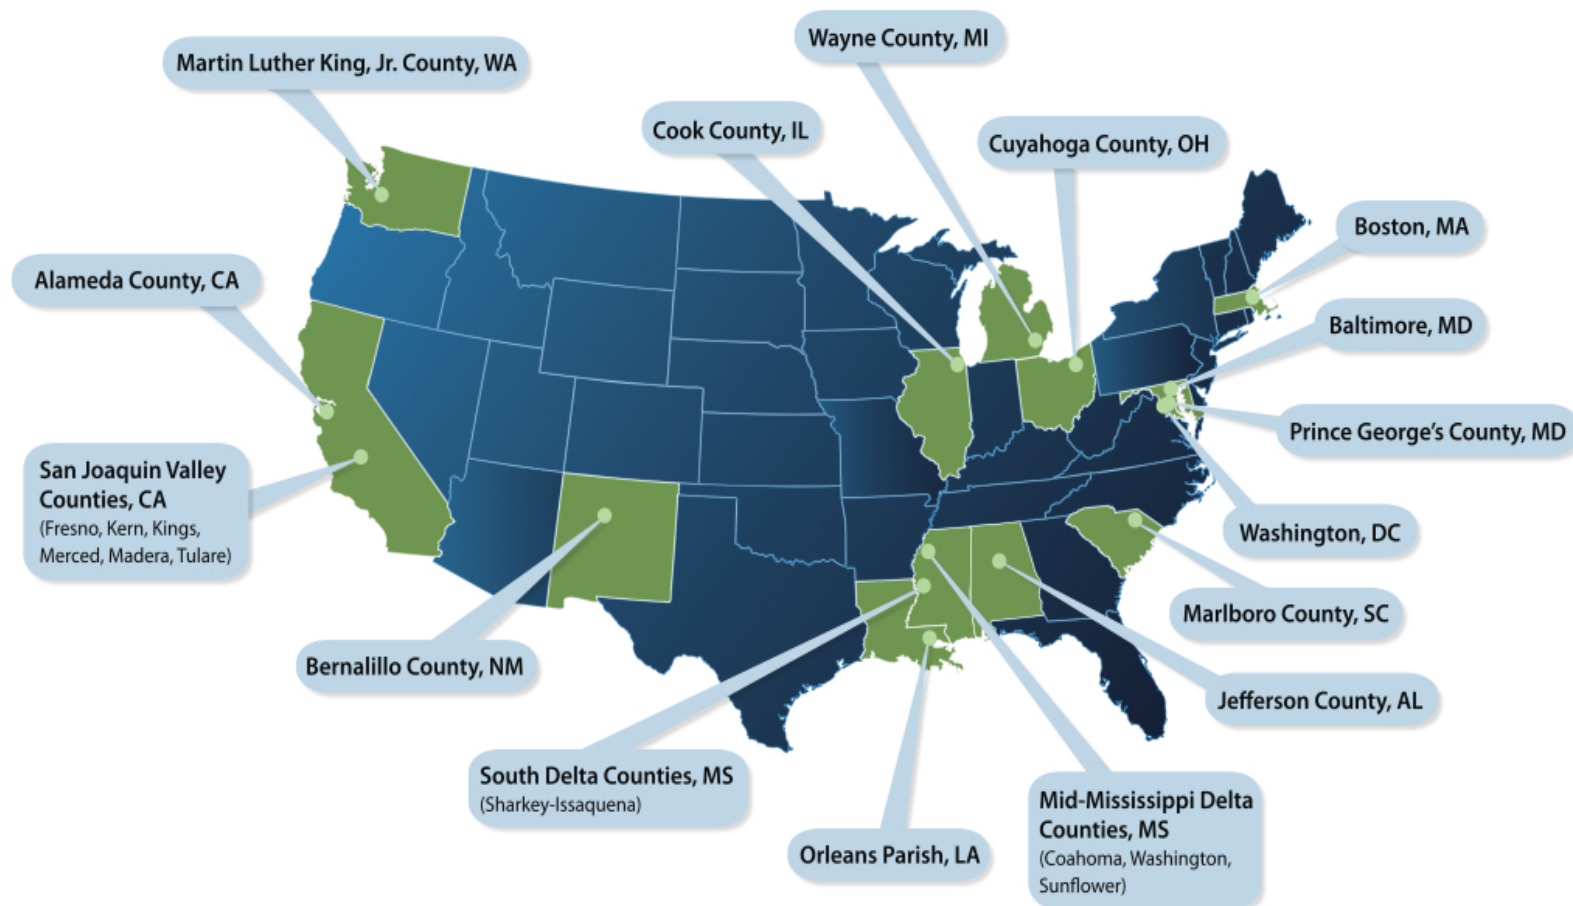 Wayne County, MI
Martin Luther King, Jr. County, WA
Cook County, IL
Cuyahoga County, OH
Boston, MA
Alameda County, CA
Baltimore, MD
Prince George’s County, MD
San Joaquin Valley
Counties, CA
(Fresno, Kern, Kings,
Merced, Madera, Tulare)
Washington, DC
Marlboro County, SC
Bernalillo County, NM
Jefferson County, AL
South Delta Counties, MS
(Sharkey-Issaquena)
Mid-Mississippi Delta
Counties, MS
(Coahoma, Washington,
Sunflower)
Orleans Parish, LA